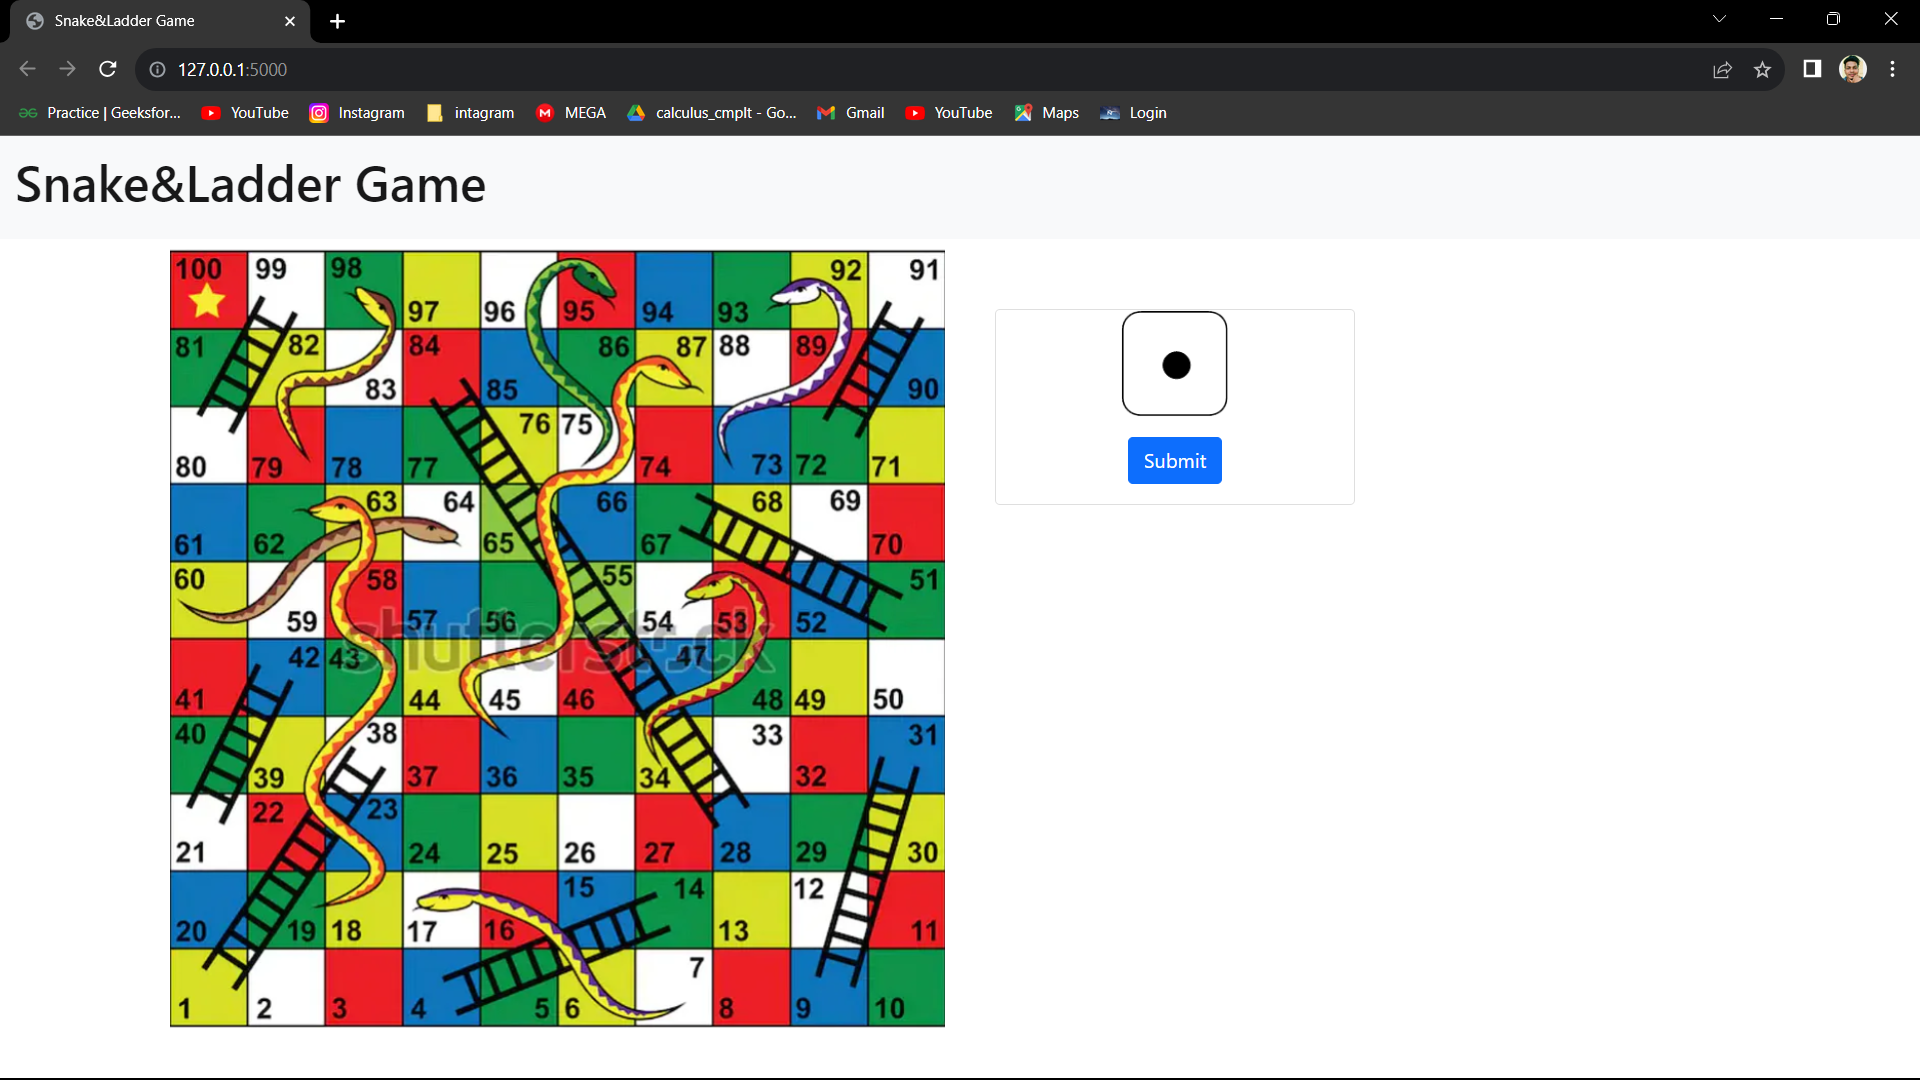 Snake&Ladder Game
127.0.0.1:5000
Practice | Geeksfor... YouTube Instagram intagram MEGA calculus_cmplt - Go... Gmail YouTube Maps Login
Snake&Ladder Game
100 99 98 97 96 95 94 93 92 91
81 82 83 84 85 86 87 88 89 90
80 79 78 77 76 75 74 73 72 71
61 62 63 64 65 66 67 68 69 70
60 59 58 57 56 55 54 53 52 51
shutterstock
41 42 43 44 45 46 47 48 49 50
40 39 38 37 36 35 34 33 32 31
21 22 23 24 25 26 27 28 29 30
20 19 18 17 16 15 14 13 12 11
1 2 3 4 5 6 7 8 9 10
Submit